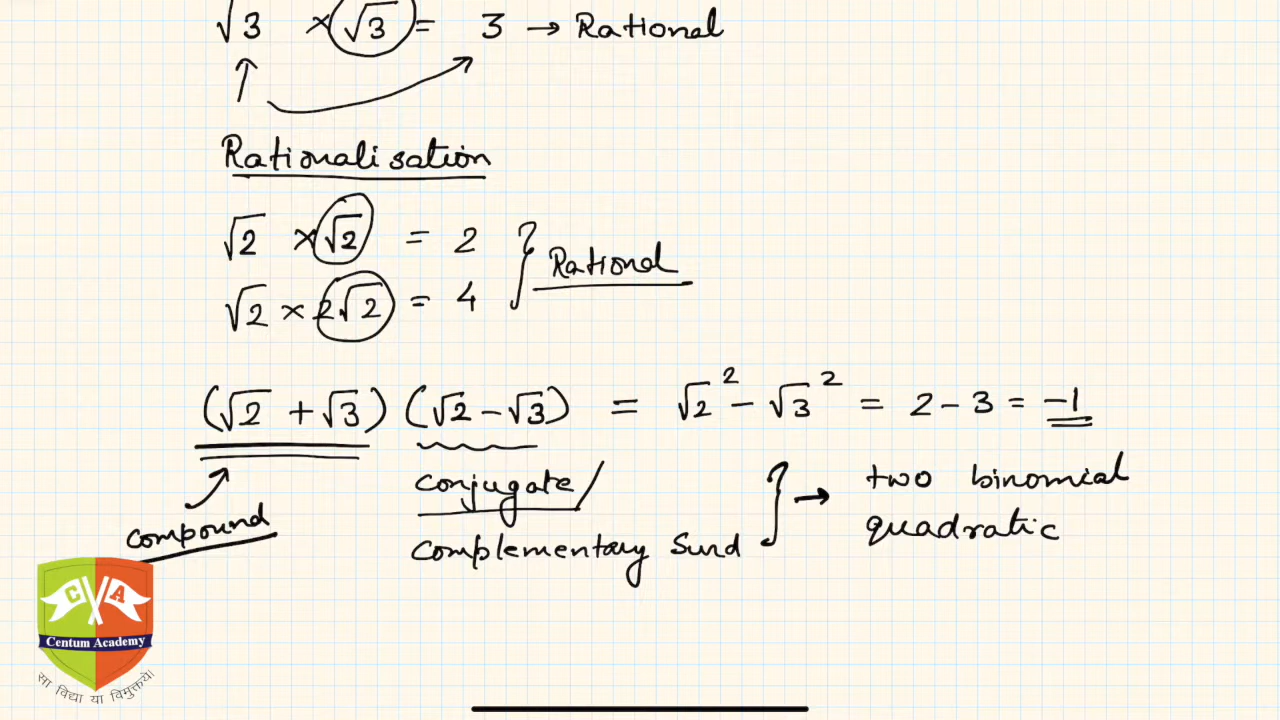 √3 × √3 = 3 → Rational
Rationalisation
√2 × √2 = 2
√2 × 2√2 = 4
} Rational
(√2 + √3) (√2 − √3) = √2² − √3² = 2 − 3 = −1
compound
conjugate/
complementary Surd
} → two binomial
quadratic
CA
Centum Academy
सा विद्या या विमुक्तये।